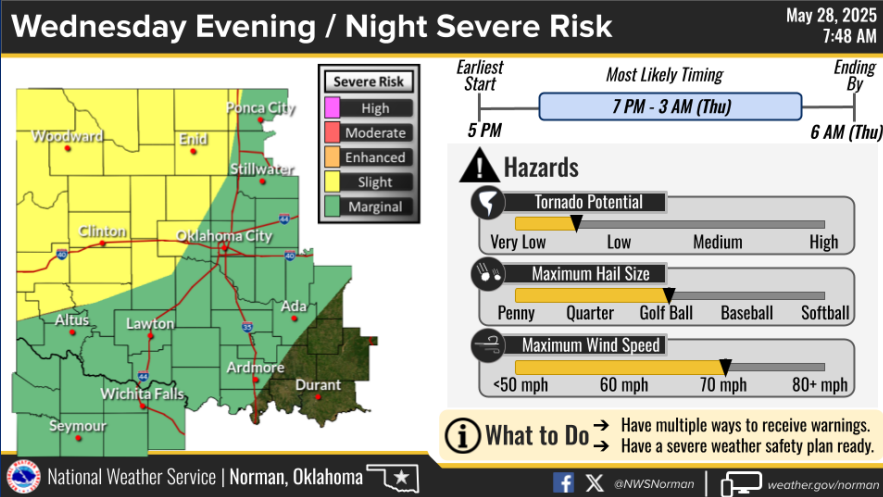 Wednesday Evening / Night Severe Risk
May 28, 2025
7:48 AM
Severe Risk
High
Moderate
Enhanced
Slight
Marginal
Ponca City
Woodward
Enid
Stillwater
44
Clinton
Oklahoma City
40
40
Ada
Altus
Lawton
35
Ardmore
44
Durant
Wichita Falls
Seymour
Earliest
Start
Most Likely Timing
Ending
By
7 PM - 3 AM (Thu)
5 PM
6 AM (Thu)
! Hazards
Tornado Potential
Very Low Low Medium High
Maximum Hail Size
Penny Quarter Golf Ball Baseball Softball
Maximum Wind Speed
<50 mph 60 mph 70 mph 80+ mph
i What to Do
→ Have multiple ways to receive warnings.
→ Have a severe weather safety plan ready.
National Weather Service | Norman, Oklahoma
f X @NWSNorman | weather.gov/norman